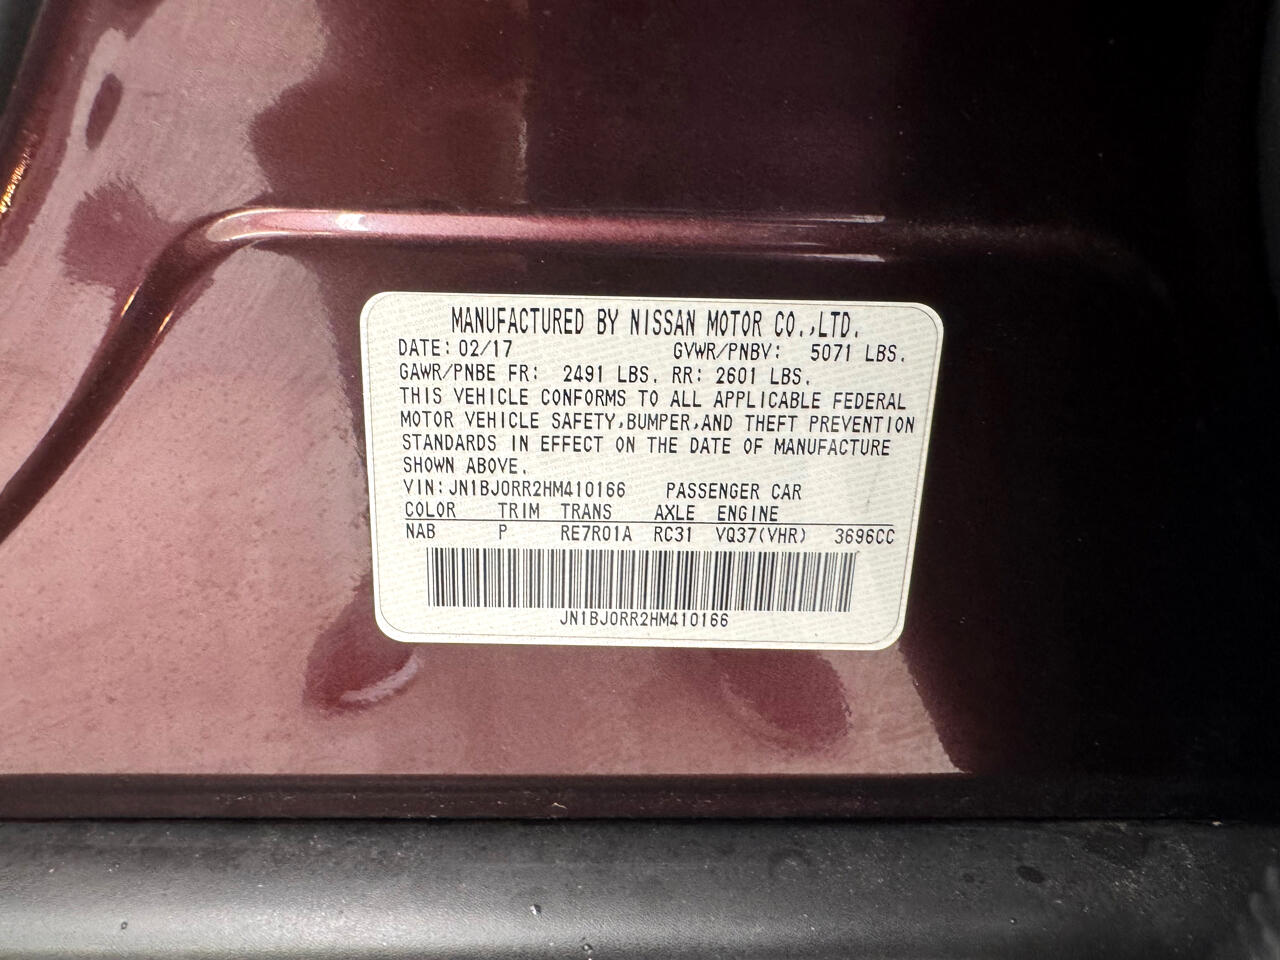 MANUFACTURED BY NISSAN MOTOR CO.,LTD.
DATE: 02/17 GVWR/PNBV: 5071 LBS.
GAWR/PNBE FR: 2491 LBS. RR: 2601 LBS.
THIS VEHICLE CONFORMS TO ALL APPLICABLE FEDERAL
MOTOR VEHICLE SAFETY,BUMPER,AND THEFT PREVENTION
STANDARDS IN EFFECT ON THE DATE OF MANUFACTURE
SHOWN ABOVE.
VIN: JN1BJ0RR2HM410166 PASSENGER CAR
COLOR TRIM TRANS AXLE ENGINE
NAB P RE7R01A RC31 VQ37(VHR) 3696CC
JN1BJ0RR2HM410166